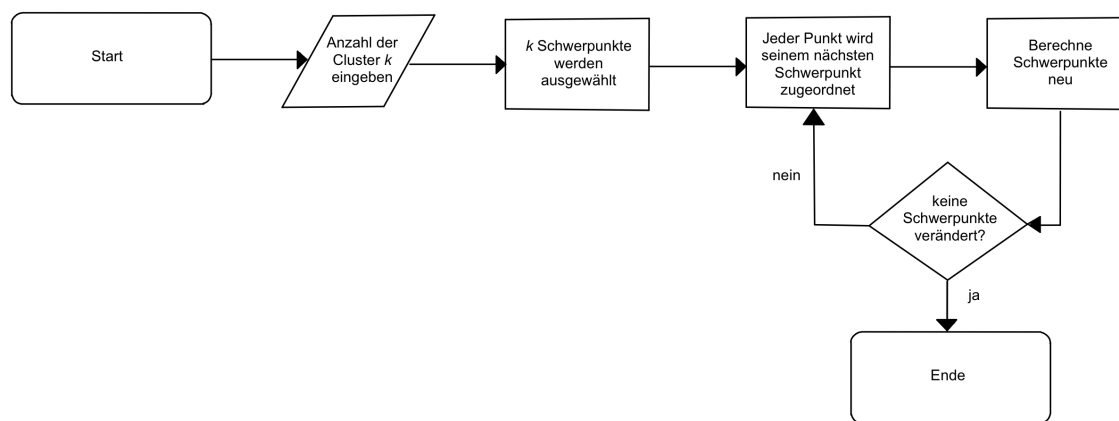 Start
Anzahl der
Cluster k
eingeben
k Schwerpunkte
werden
ausgewählt
Jeder Punkt wird
seinem nächsten
Schwerpunkt
zugeordnet
Berechne
Schwerpunkte
neu
nein
keine
Schwerpunkte
verändert?
ja
Ende